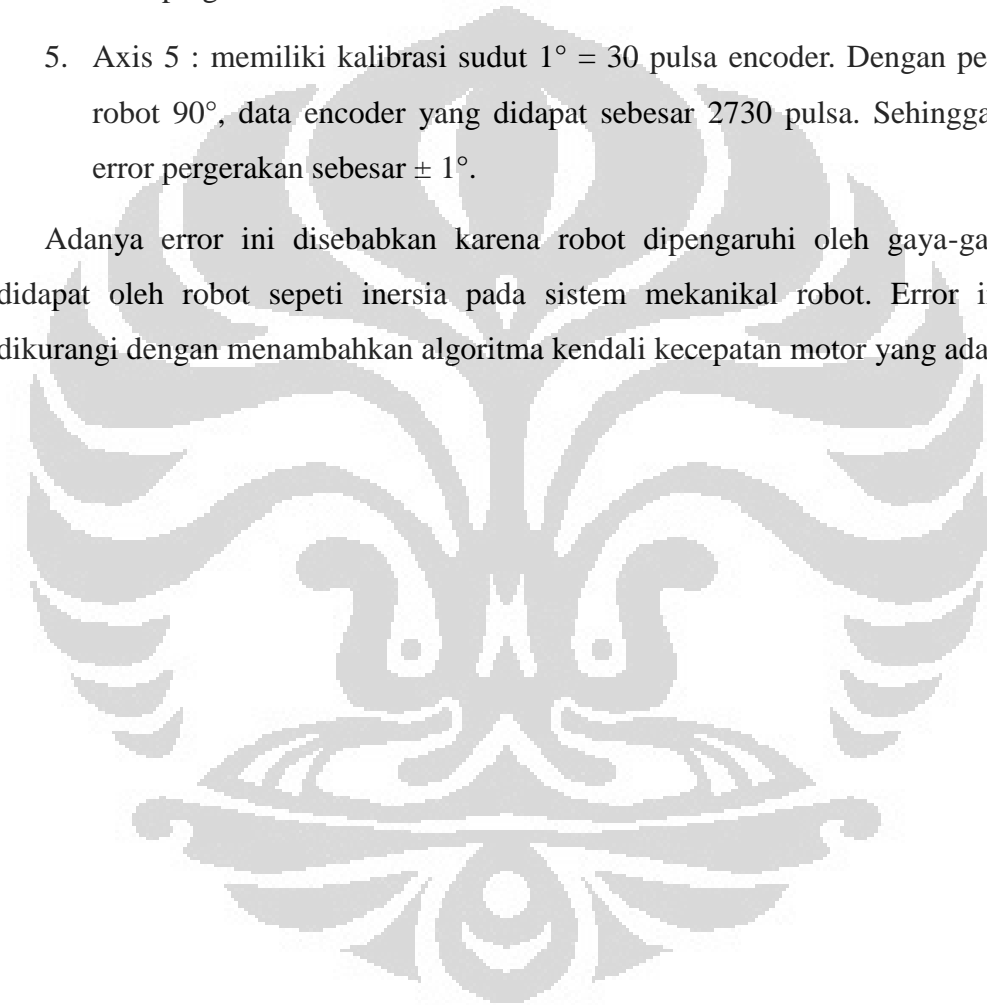 5. Axis 5 : memiliki kalibrasi sudut 1° = 30 pulsa encoder. Dengan pe
robot 90°, data encoder yang didapat sebesar 2730 pulsa. Sehingga
error pergerakan sebesar ± 1°.
Adanya error ini disebabkan karena robot dipengaruhi oleh gaya-ga
didapat oleh robot sepeti inersia pada sistem mekanikal robot. Error i
dikurangi dengan menambahkan algoritma kendali kecepatan motor yang ada